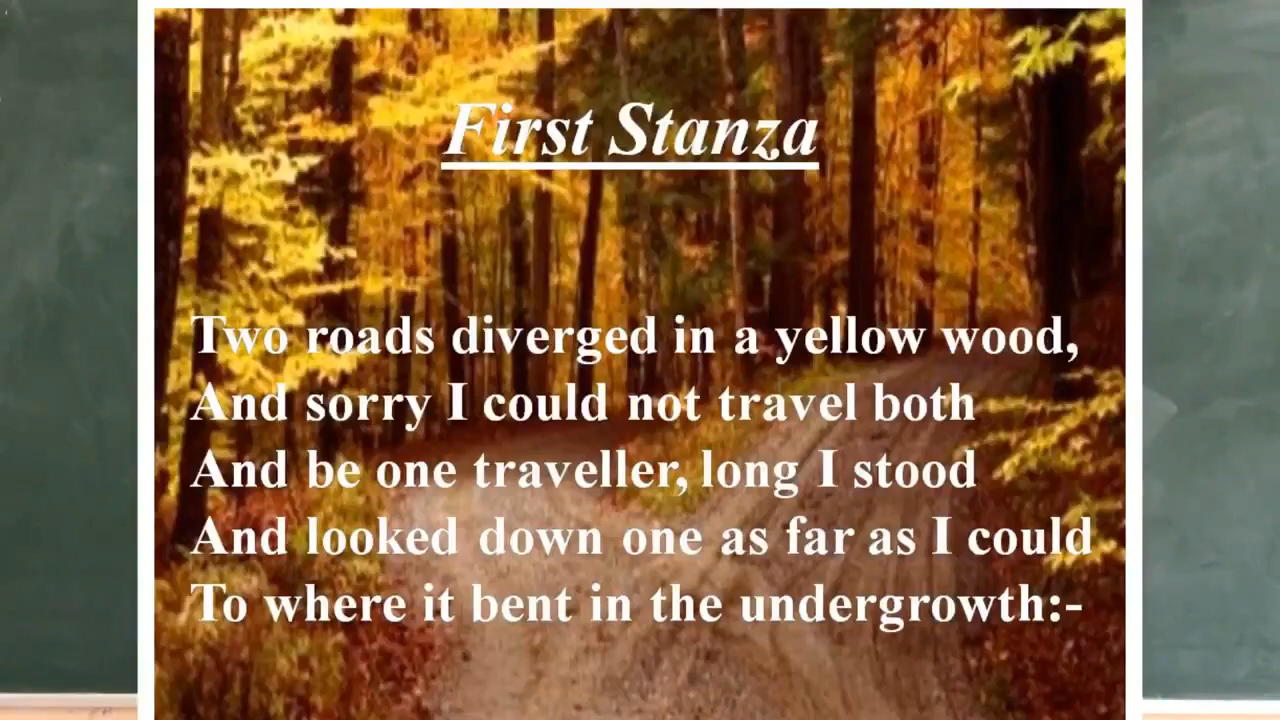 First Stanza
Two roads diverged in a yellow wood,
And sorry I could not travel both
And be one traveller, long I stood
And looked down one as far as I could
To where it bent in the undergrowth:-